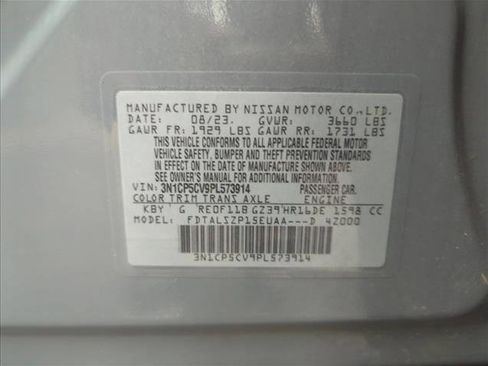 MANUFACTURED BY NISSAN MOTOR CO., LTD.
DATE: 08/23. GVWR: 3660 LBS
GAWR FR: 1929 LBS GAWR RR: 1731 LBS
THIS VEHICLE CONFORMS TO ALL APPLICABLE FEDERAL MOTOR
VEHICLE SAFETY, BUMPER AND THEFT PREVENTION STANDARDS
IN EFFECT ON THE DATE OF MANUFACTURE SHOWN ABOVE.
SEE OWNER'S MANUAL FOR ADDITIONAL INFORMATION
VIN: 3N1CP5CV9PL573914 PASSENGER CAR.
COLOR TRIM TRANS AXLE ENGINE
KBY G RE0F11B GZ39 HR16DE 1598 CC
MODEL: FDTALSZP15EUAA---D 42000
3N1CP5CV9PL573914